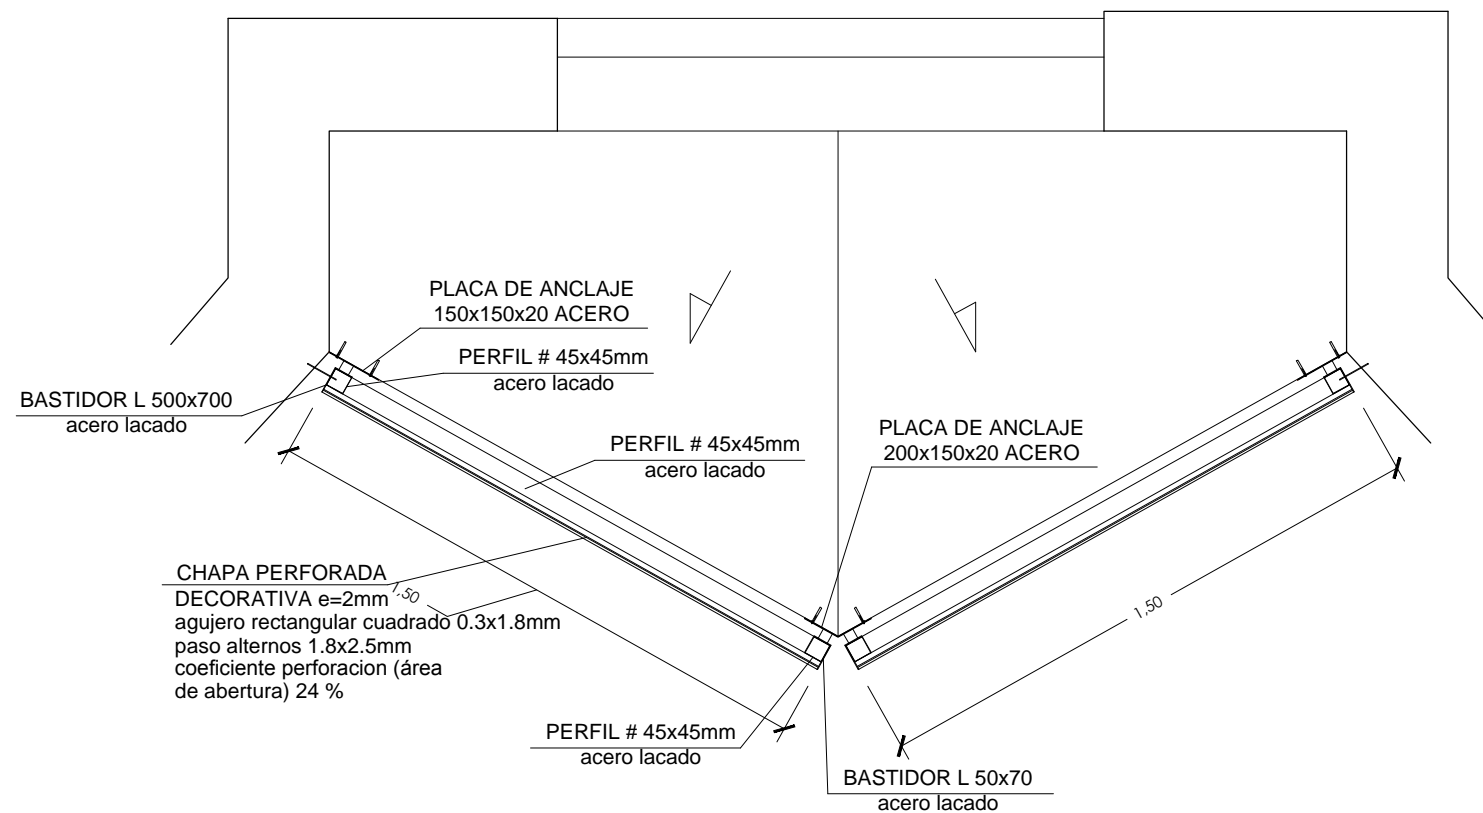 PLACA DE ANCLAJE
150x150x20 ACERO
PERFIL # 45x45mm
acero lacado
BASTIDOR L 500x700
acero lacado
PERFIL # 45x45mm
acero lacado
PLACA DE ANCLAJE
200x150x20 ACERO
CHAPA PERFORADA
DECORATIVA e=2mm
agujero rectangular cuadrado 0.3x1.8mm
paso alternos 1.8x2.5mm
coeficiente perforacion (área
de abertura) 24 %
1,50
1,50
PERFIL # 45x45mm
acero lacado
BASTIDOR L 50x70
acero lacado